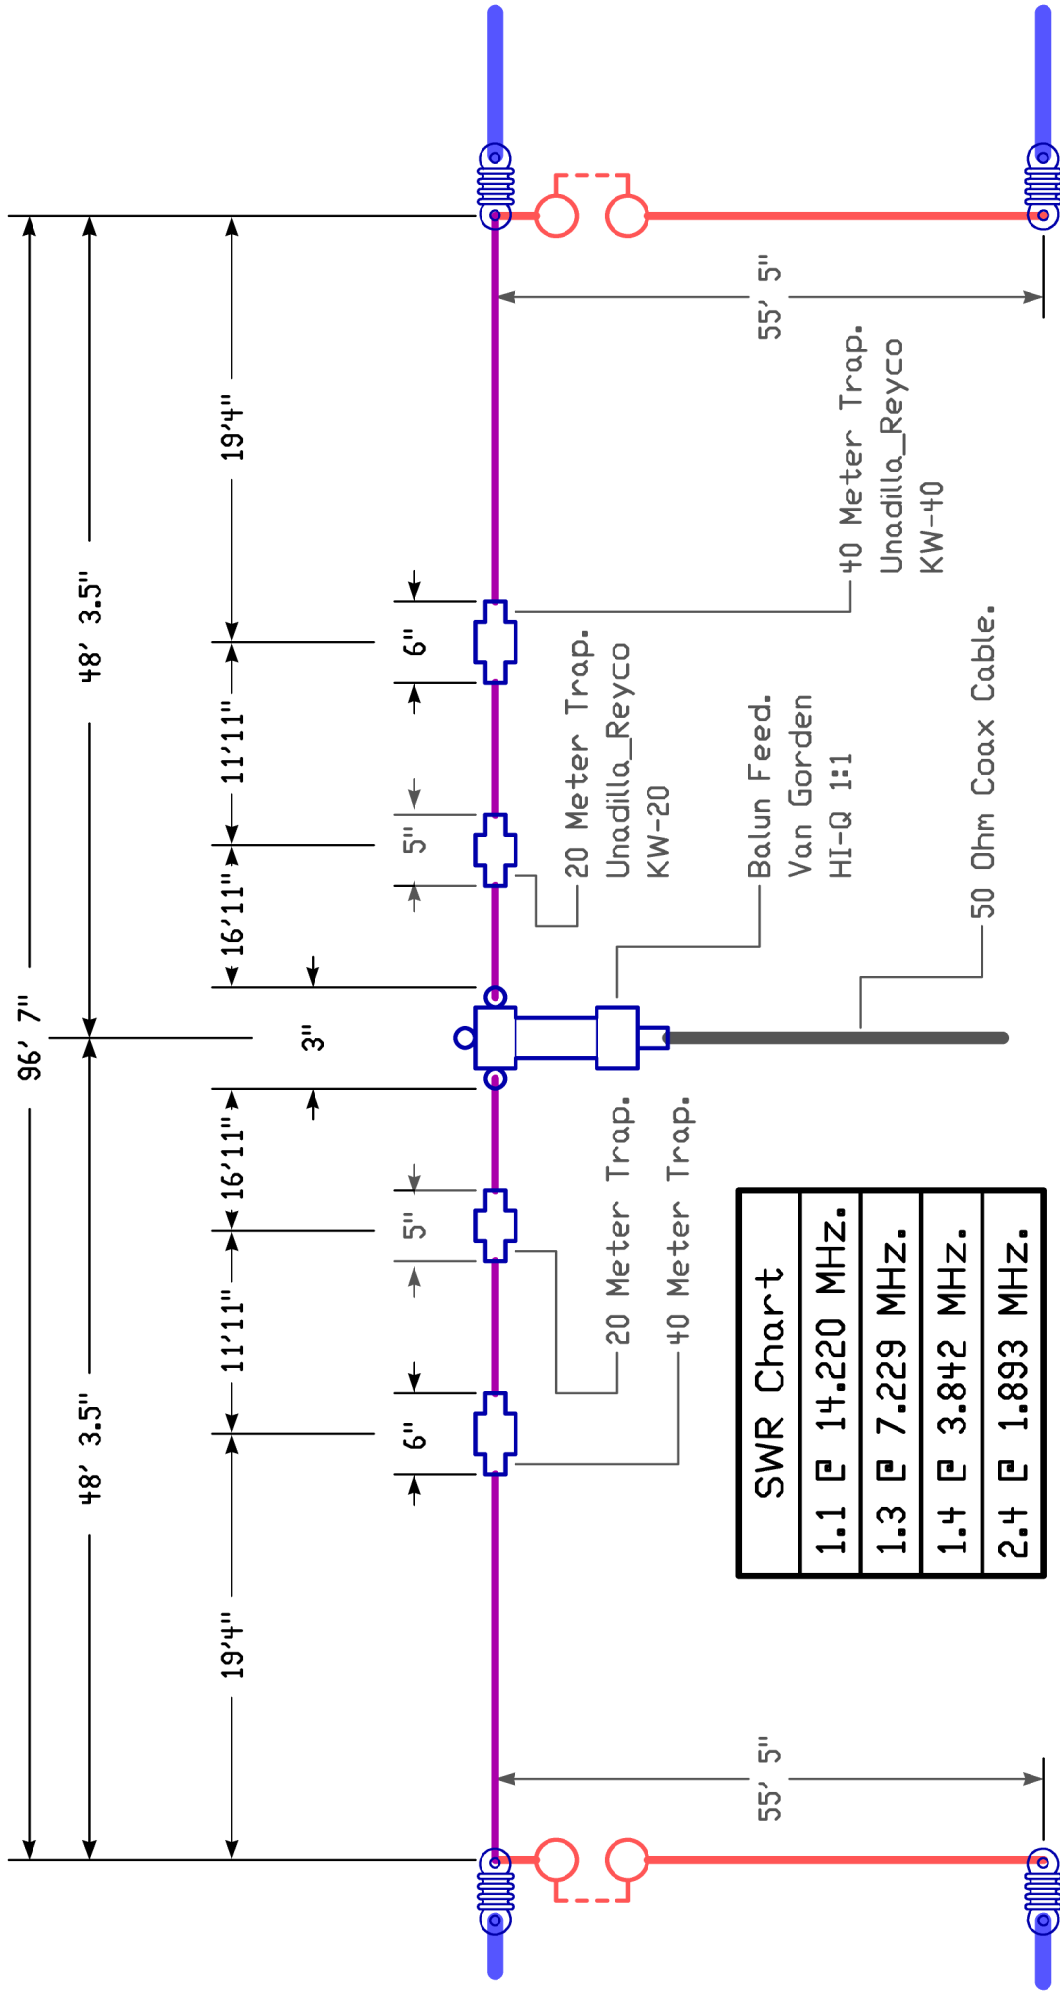 96' 7"
48' 3.5"
48' 3.5"
19'4"
11'11"
16'11"
16'11"
11'11"
19'4"
3"
6"
5"
5"
6"
20 Meter Trap.
40 Meter Trap.
20 Meter Trap.
Unadilla_Reyco
KW-20
Balun Feed.
Van Gorden
HI-Q 1:1
40 Meter Trap.
Unadilla_Reyco
KW-40
50 Ohm Coax Cable.
55' 5"
55' 5"
SWR Chart
1.1 @ 14.220 MHz.
1.3 @ 7.229 MHz.
1.4 @ 3.842 MHz.
2.4 @ 1.893 MHz.